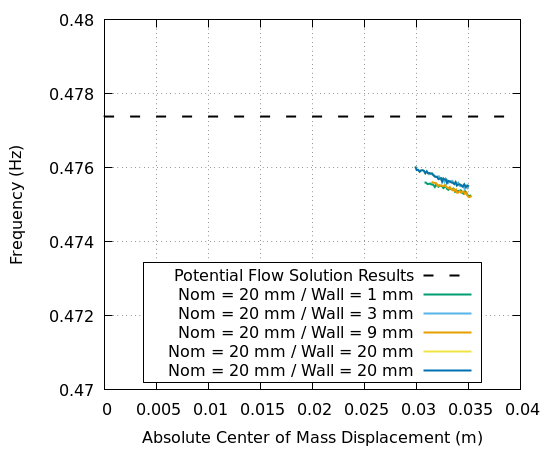 0.48
0.478
0.476
0.474
0.472
0.47
Frequency (Hz)
Potential Flow Solution Results
Nom = 20 mm / Wall = 1 mm
Nom = 20 mm / Wall = 3 mm
Nom = 20 mm / Wall = 9 mm
Nom = 20 mm / Wall = 20 mm
Nom = 20 mm / Wall = 20 mm
0 0.005 0.01 0.015 0.02 0.025 0.03 0.035 0.04
Absolute Center of Mass Displacement (m)